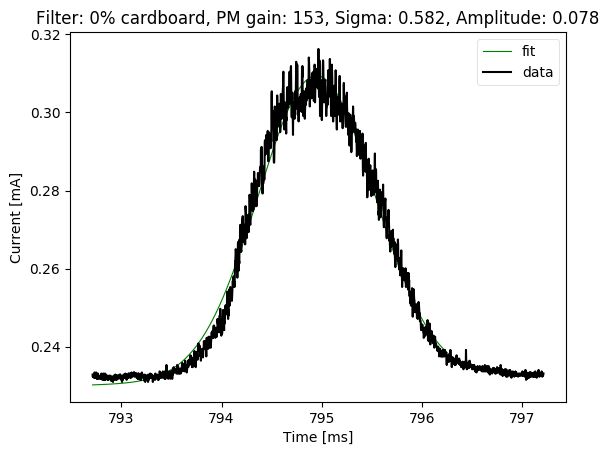 Filter: 0% cardboard, PM gain: 153, Sigma: 0.582, Amplitude: 0.078
0.32
0.30
0.28
0.26
0.24
Current [mA]
fit
data
793
794
795
796
797
Time [ms]